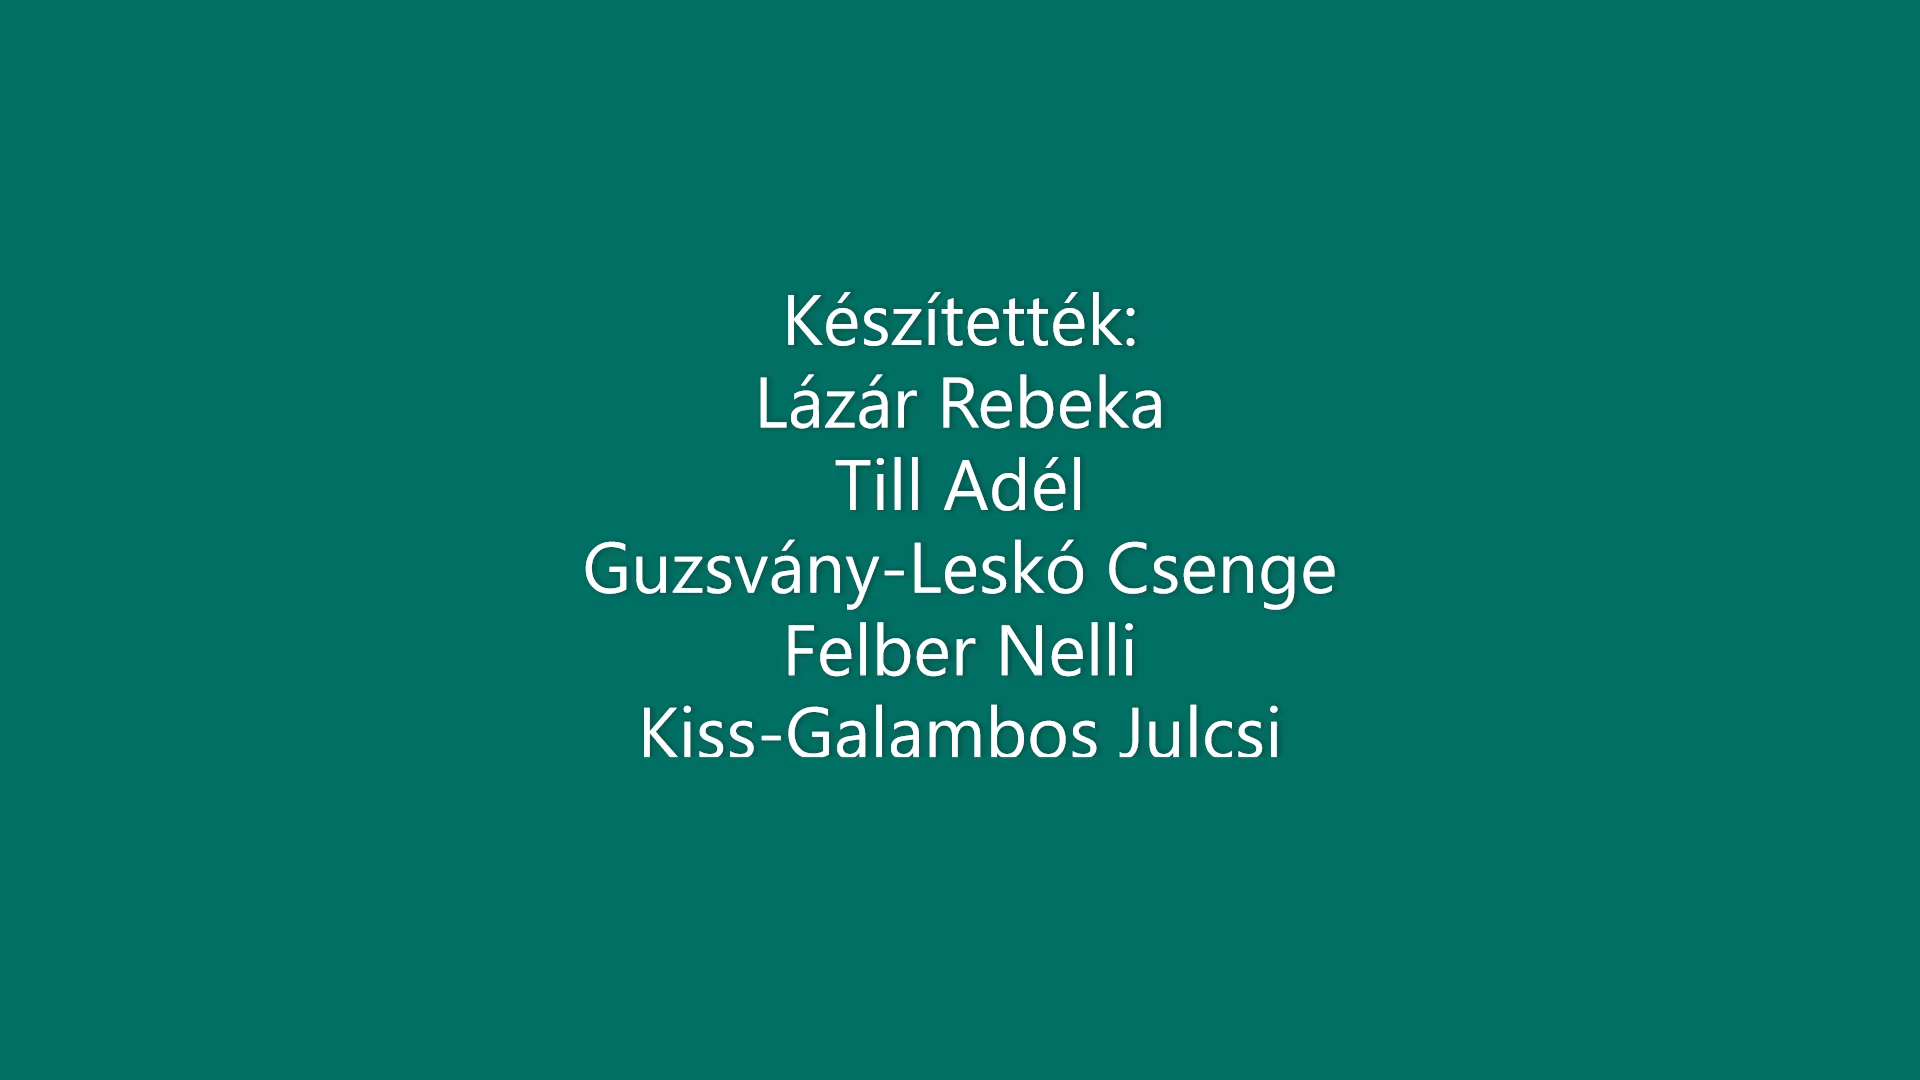 Készítették:
Lázár Rebeka
Till Adél
Guzsvány-Leskó Csenge
Felber Nelli
Kiss-Galambos Julcsi